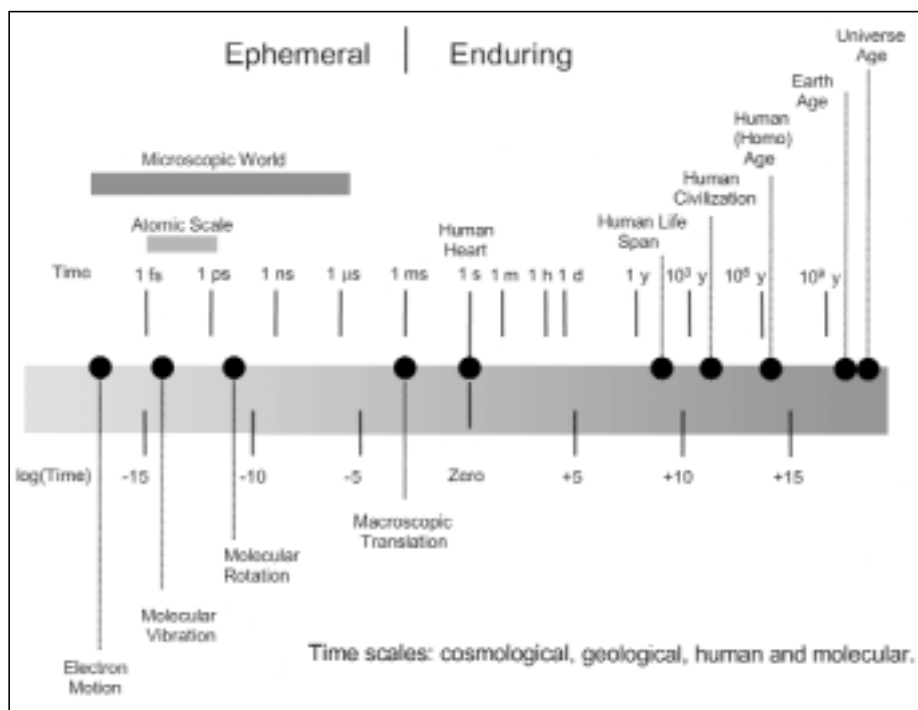 Ephemeral | Enduring
Universe
Age
Earth
Age
Human
(Homo)
Age
Human
Civilization
Human Life
Span
Human
Heart
Microscopic World
Atomic Scale
Time 1 fs 1 ps 1 ns 1 µs 1 ms 1 s 1 m 1 h 1 d 1 y 10³ y 10⁶ y 10⁹ y
log(Time) -15 -10 -5 Zero +5 +10 +15
Macroscopic
Translation
Molecular
Rotation
Molecular
Vibration
Electron
Motion
Time scales: cosmological, geological, human and molecular.